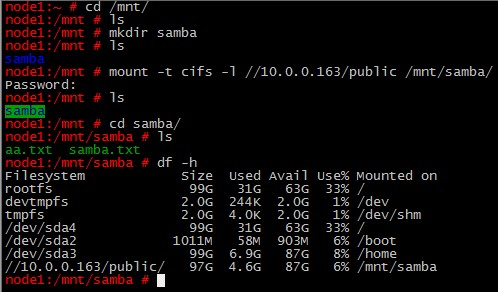 node1:~ # cd /mnt/
node1:/mnt # ls
node1:/mnt # mkdir samba
node1:/mnt # ls
samba
node1:/mnt # mount -t cifs -l //10.0.0.163/public /mnt/samba/
Password:
node1:/mnt # ls
samba
node1:/mnt # cd samba/
node1:/mnt/samba # ls
aa.txt  samba.txt
node1:/mnt/samba # df -h
Filesystem            Size  Used Avail Use% Mounted on
rootfs                 99G   31G   63G  33% /
devtmpfs              2.0G  244K  2.0G   1% /dev
tmpfs                 2.0G  4.0K  2.0G   1% /dev/shm
/dev/sda4              99G   31G   63G  33% /
/dev/sda2            1011M   58M  903M   6% /boot
/dev/sda3              99G  6.9G   87G   8% /home
//10.0.0.163/public/   97G  4.6G   87G   6% /mnt/samba
node1:/mnt/samba #